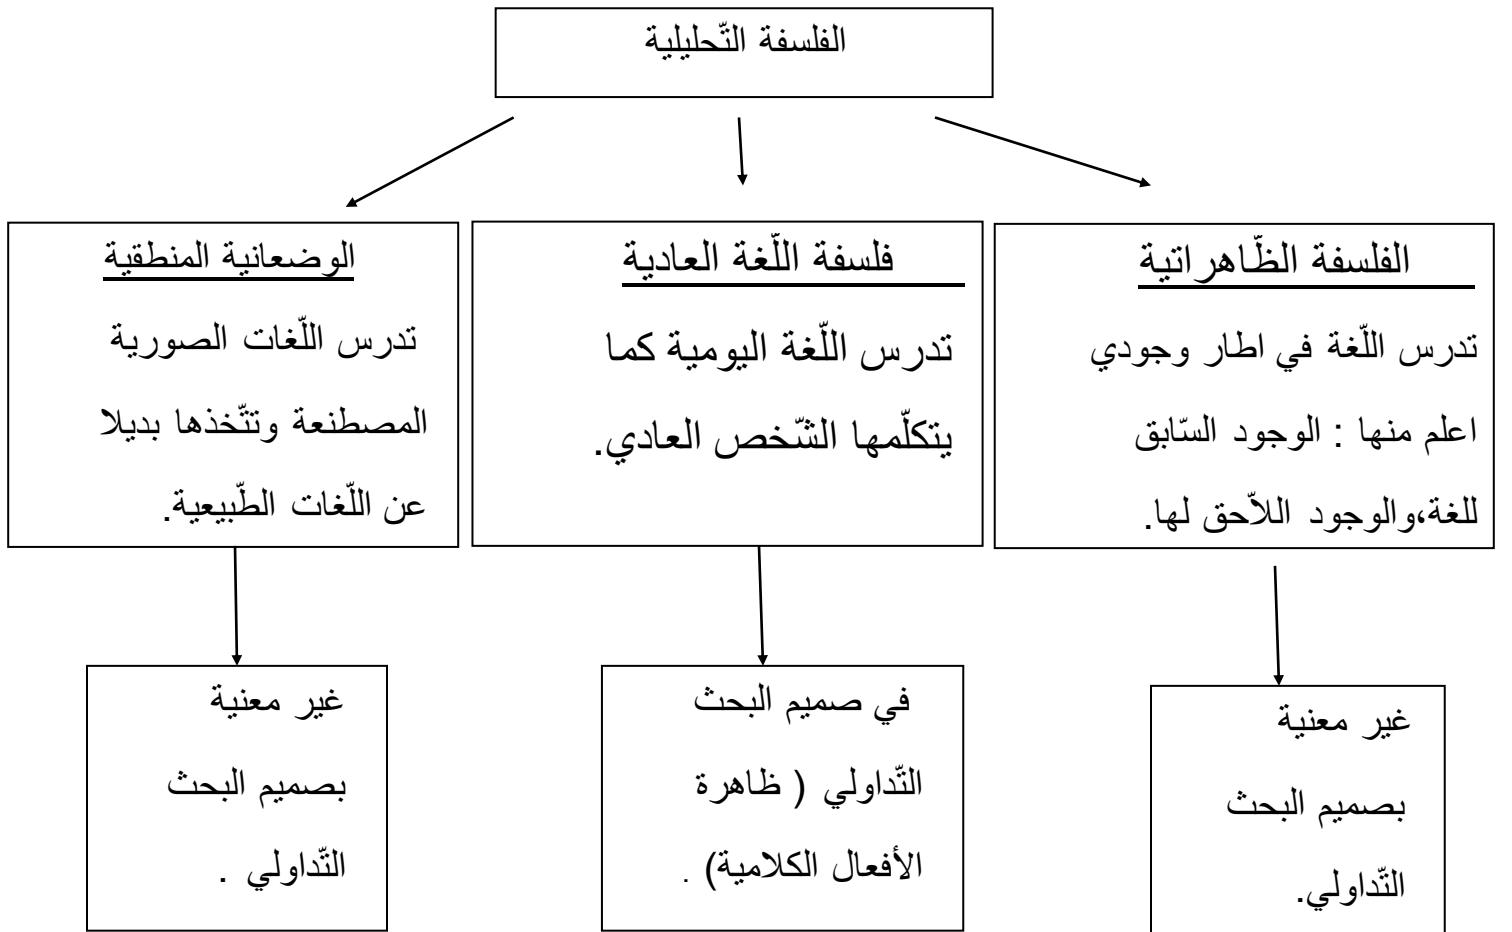 الفلسفة التّحليلية
الفلسفة الظّاهراتية
تدرس اللّغة في اطار وجودي
اعلم منها : الوجود السّابق
للغة،والوجود اللاّحق لها.
فلسفة اللّغة العادية
تدرس اللّغة اليومية كما
يتكلّمها الشّخص العادي.
الوضعانية المنطقية
تدرس اللّغات الصورية
المصطنعة وتتّخذها بديلا
عن اللّغات الطّبيعية.
غير معنية
بصميم البحث
التّداولي.
في صميم البحث
التّداولي ( ظاهرة
الأفعال الكلامية) .
غير معنية
بصميم البحث
التّداولي .